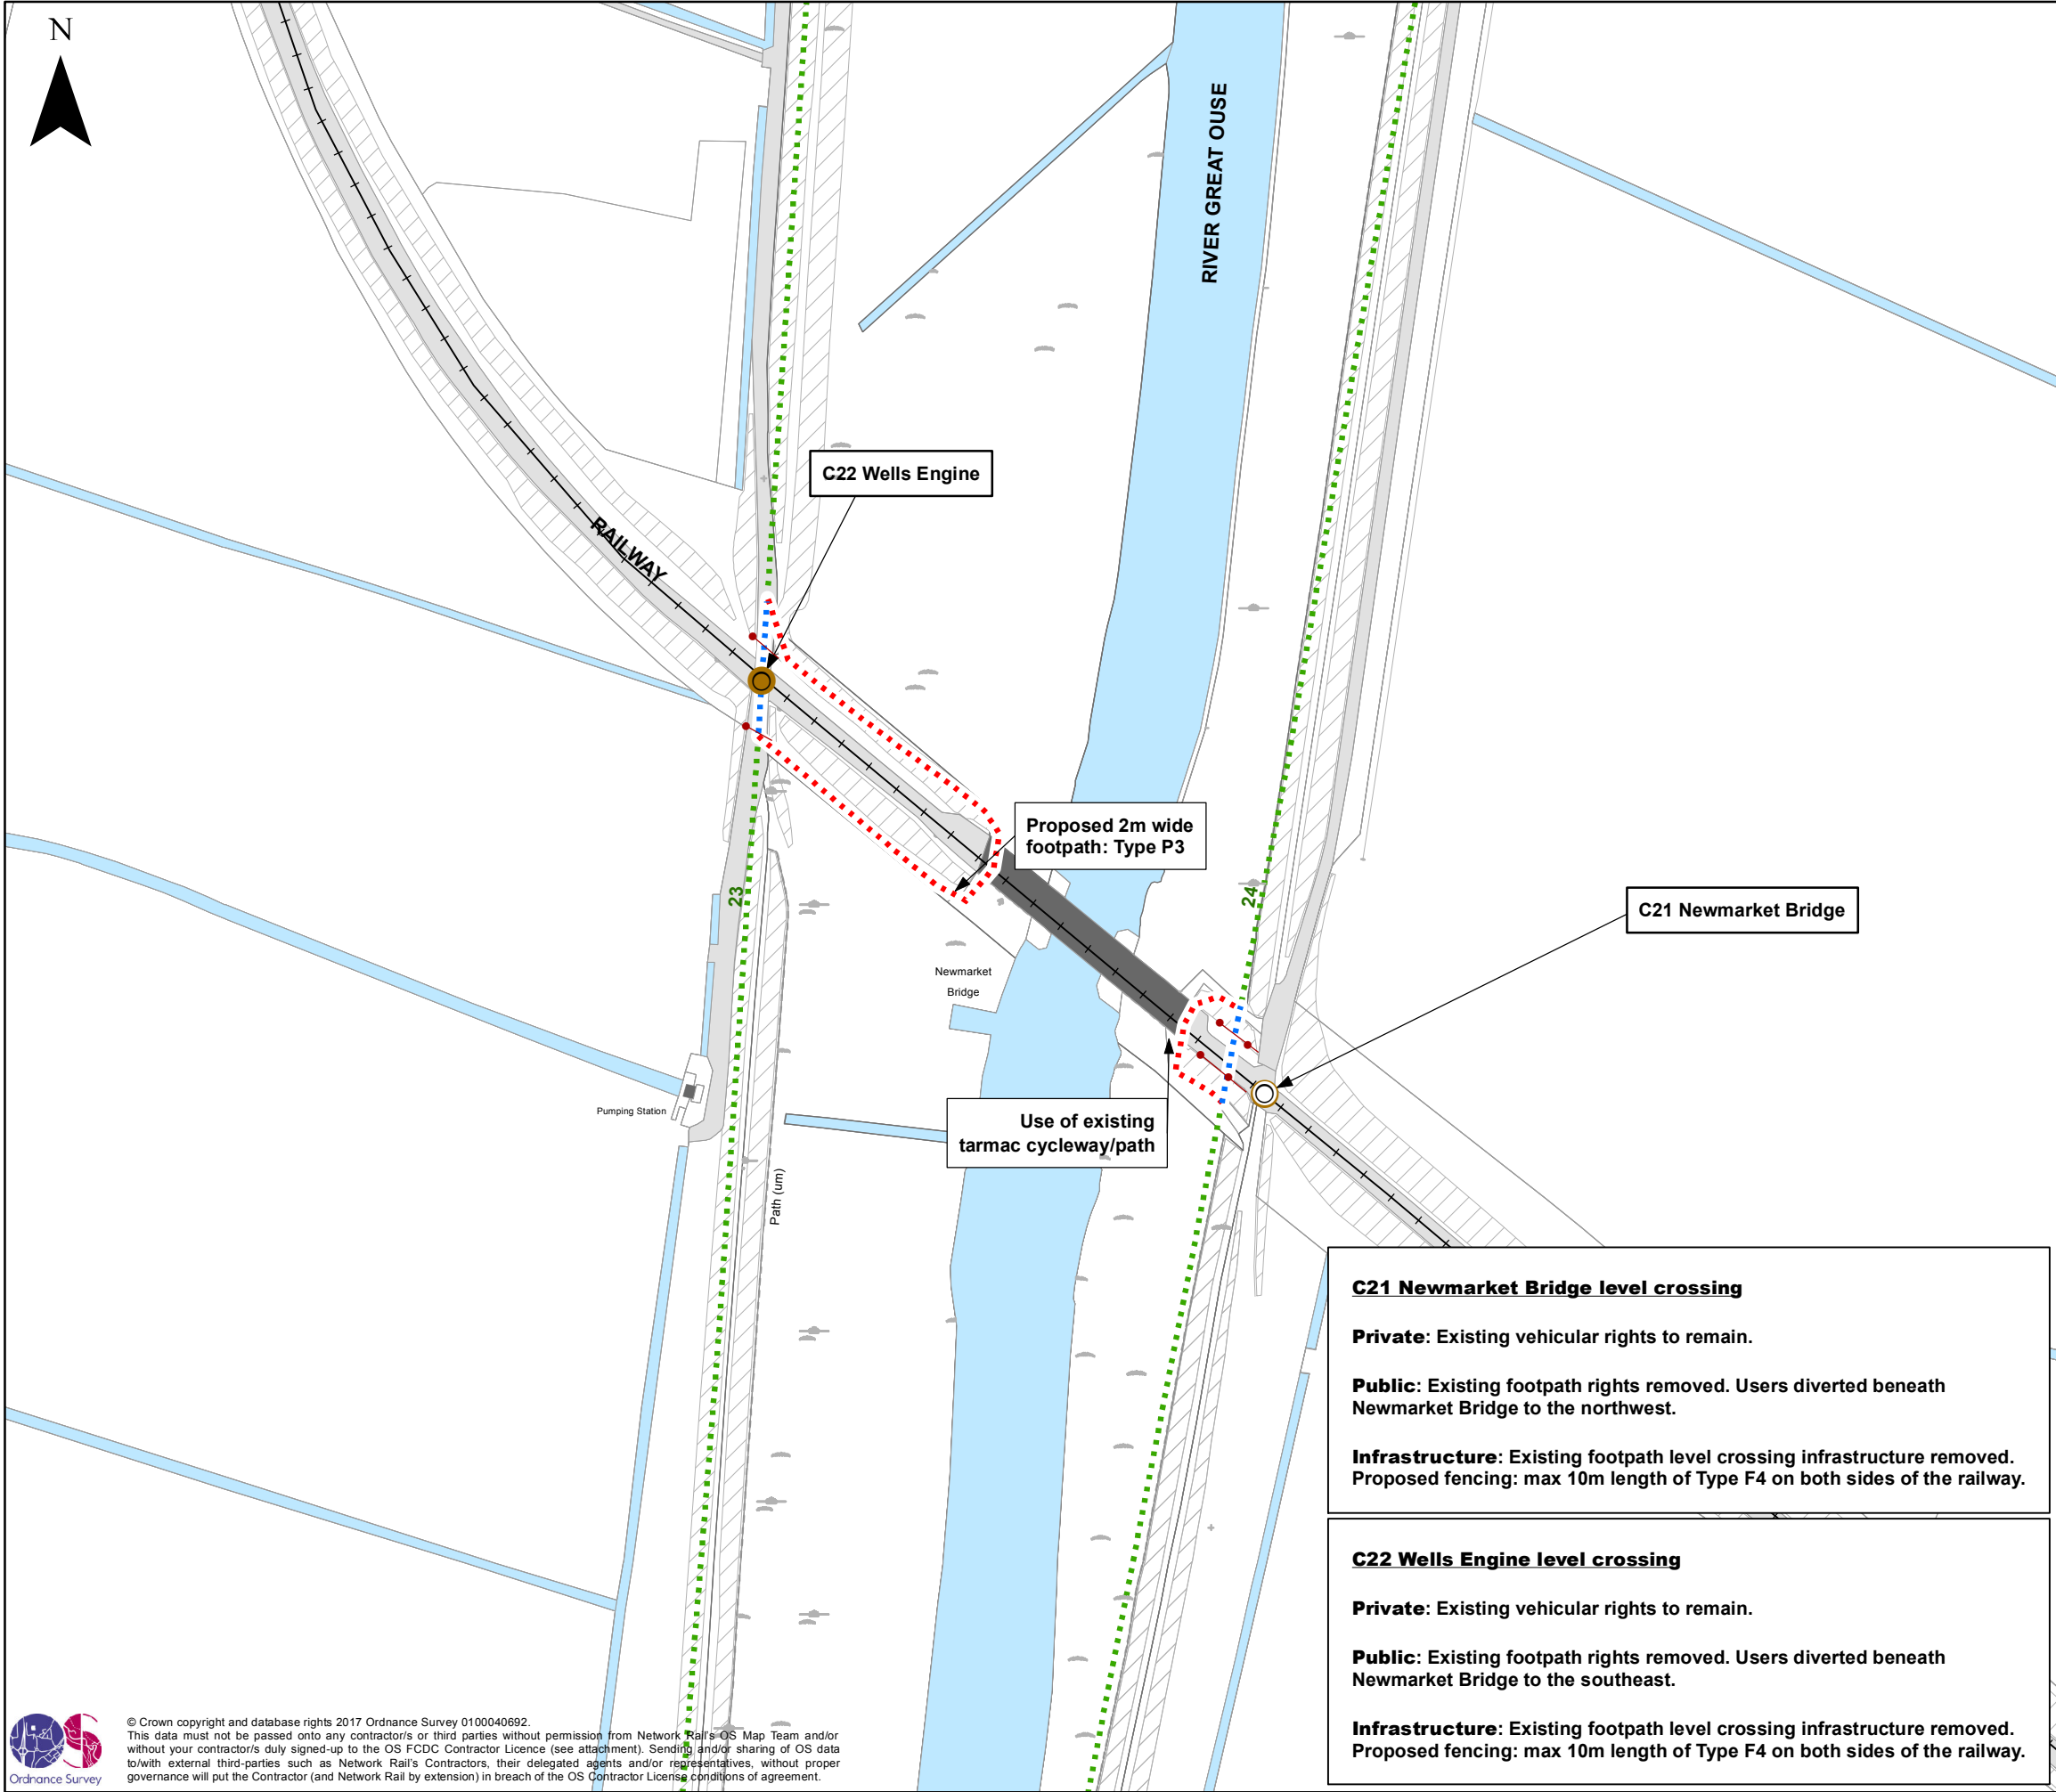 N
RIVER GREAT OUSE
C22 Wells Engine
RAILWAY
Proposed 2m wide
footpath: Type P3
23
24
C21 Newmarket Bridge
Newmarket
Bridge
Pumping Station
Use of existing
tarmac cycleway/path
Path (um)
C21 Newmarket Bridge level crossing
Private: Existing vehicular rights to remain.
Public: Existing footpath rights removed. Users diverted beneath
Newmarket Bridge to the northwest.
Infrastructure: Existing footpath level crossing infrastructure removed.
Proposed fencing: max 10m length of Type F4 on both sides of the railway.
C22 Wells Engine level crossing
Private: Existing vehicular rights to remain.
Public: Existing footpath rights removed. Users diverted beneath
Newmarket Bridge to the southeast.
Infrastructure: Existing footpath level crossing infrastructure removed.
Proposed fencing: max 10m length of Type F4 on both sides of the railway.
Ordnance Survey
© Crown copyright and database rights 2017 Ordnance Survey 0100040692.
This data must not be passed onto any contractor/s or third parties without permission from Network Rail's OS Map Team and/or
without your contractor/s duly signed-up to the OS FCDC Contractor Licence (see attachment). Sending and/or sharing of OS data
to/with external third-parties such as Network Rail's Contractors, their delegated agents and/or representatives, without proper
governance will put the Contractor (and Network Rail by extension) in breach of the OS Contractor License conditions of agreement.